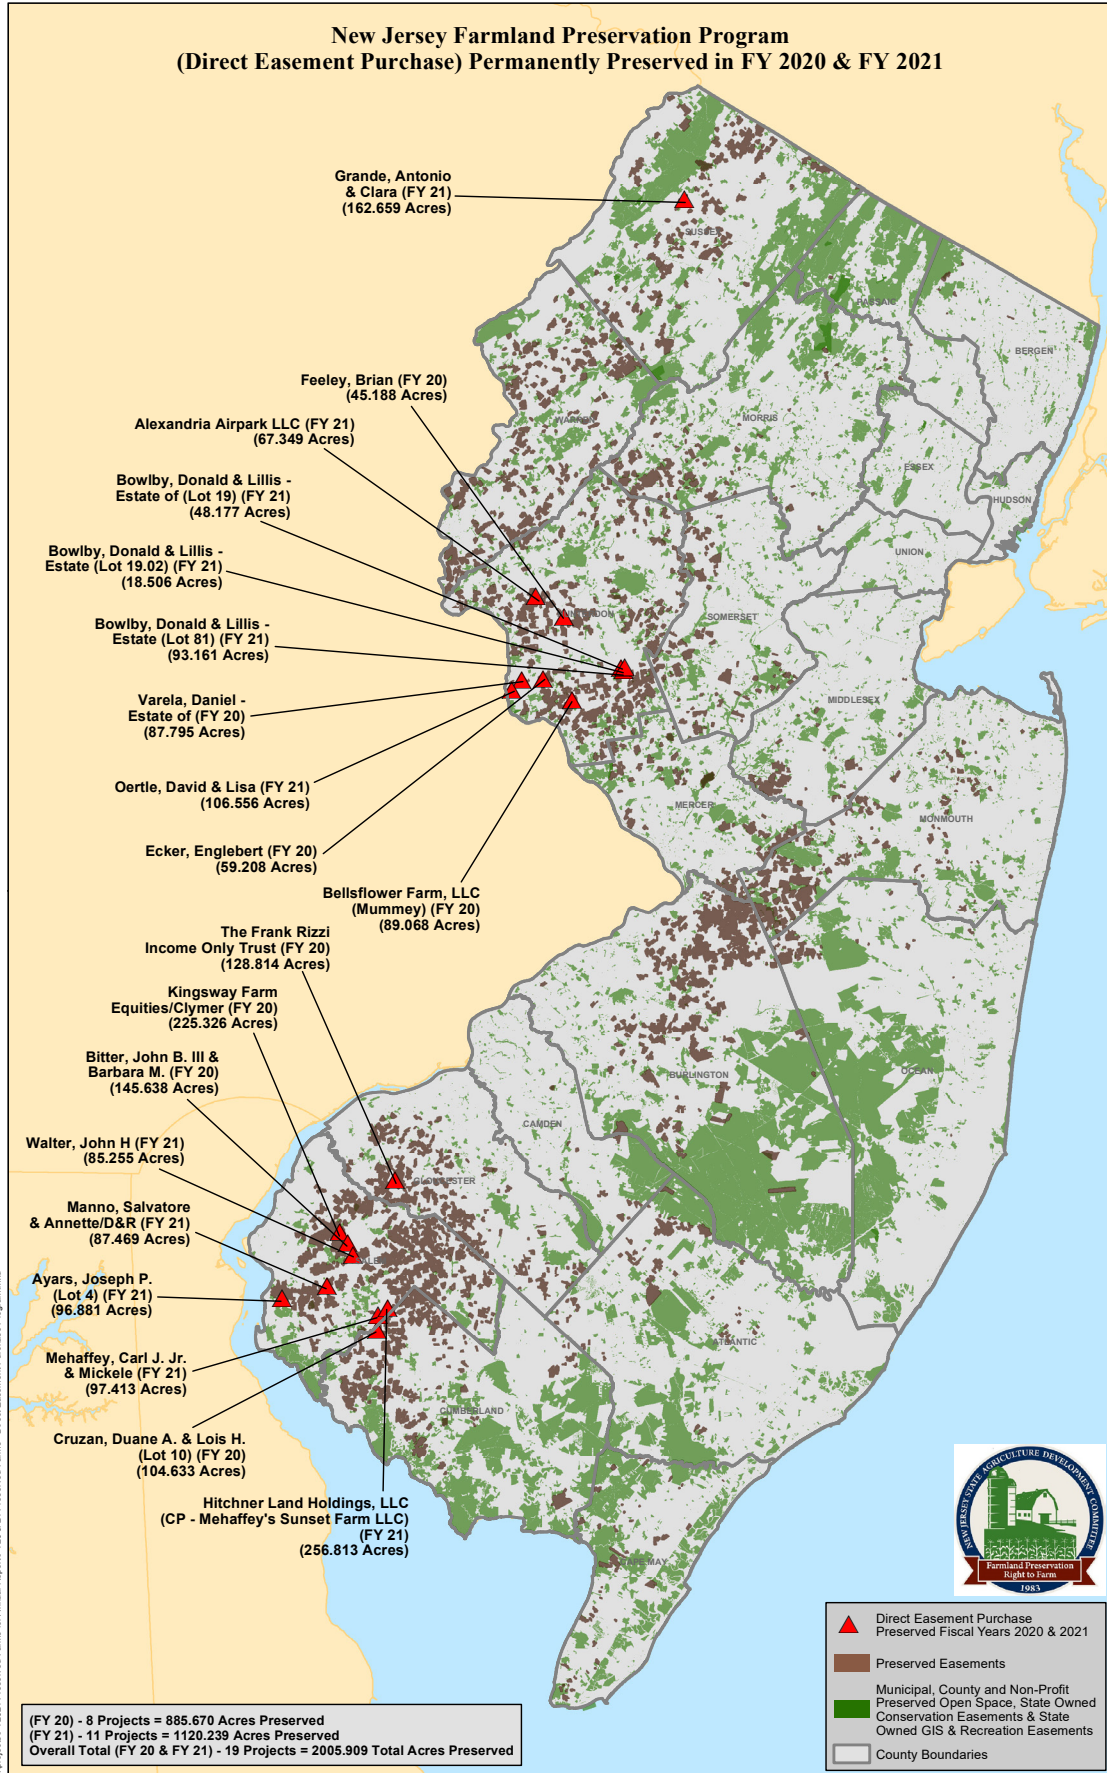 New Jersey Farmland Preservation Program
(Direct Easement Purchase) Permanently Preserved in FY 2020 & FY 2021
Grande, Antonio
& Clara (FY 21)
(162.659 Acres)
SUSSEX
PASSAIC
BERGEN
Feeley, Brian (FY 20)
(45.188 Acres)
Alexandria Airpark LLC (FY 21)
(67.349 Acres)
WARREN
MORRIS
ESSEX
HUDSON
Bowlby, Donald & Lillis -
Estate of (Lot 19) (FY 21)
(48.177 Acres)
Bowlby, Donald & Lillis -
Estate (Lot 19.02) (FY 21)
(18.506 Acres)
UNION
Bowlby, Donald & Lillis -
Estate (Lot 81) (FY 21)
(93.161 Acres)
HUNTERDON
SOMERSET
Varela, Daniel -
Estate of (FY 20)
(87.795 Acres)
MIDDLESEX
Oertle, David & Lisa (FY 21)
(106.556 Acres)
MERCER
MONMOUTH
Ecker, Englebert (FY 20)
(59.208 Acres)
Bellsflower Farm, LLC
(Mummey) (FY 20)
(89.068 Acres)
The Frank Rizzi
Income Only Trust (FY 20)
(128.814 Acres)
Kingsway Farm
Equities/Clymer (FY 20)
(225.326 Acres)
Bitter, John B. III &
Barbara M. (FY 20)
(145.638 Acres)
BURLINGTON
OCEAN
CAMDEN
Walter, John H (FY 21)
(85.255 Acres)
GLOUCESTER
Manno, Salvatore
& Annette/D&R (FY 21)
(87.469 Acres)
SALEM
Ayars, Joseph P.
(Lot 4) (FY 21)
(96.881 Acres)
ATLANTIC
Mehaffey, Carl J. Jr.
& Mickele (FY 21)
(97.413 Acres)
CUMBERLAND
Cruzan, Duane A. & Lois H.
(Lot 10) (FY 20)
(104.633 Acres)
Hitchner Land Holdings, LLC
(CP - Mehaffey's Sunset Farm LLC)
(FY 21)
(256.813 Acres)
CAPE MAY
NEW JERSEY STATE AGRICULTURE DEVELOPMENT COMMITTEE
Farmland Preservation
Right to Farm
1983
Direct Easement Purchase
Preserved Fiscal Years 2020 & 2021
Preserved Easements
Municipal, County and Non-Profit
Preserved Open Space, State Owned
Conservation Easements & State
Owned GIS & Recreation Easements
County Boundaries
(FY 20) - 8 Projects = 885.670 Acres Preserved
(FY 21) - 11 Projects = 1120.239 Acres Preserved
Overall Total (FY 20 & FY 21) - 19 Projects = 2005.909 Total Acres Preserved